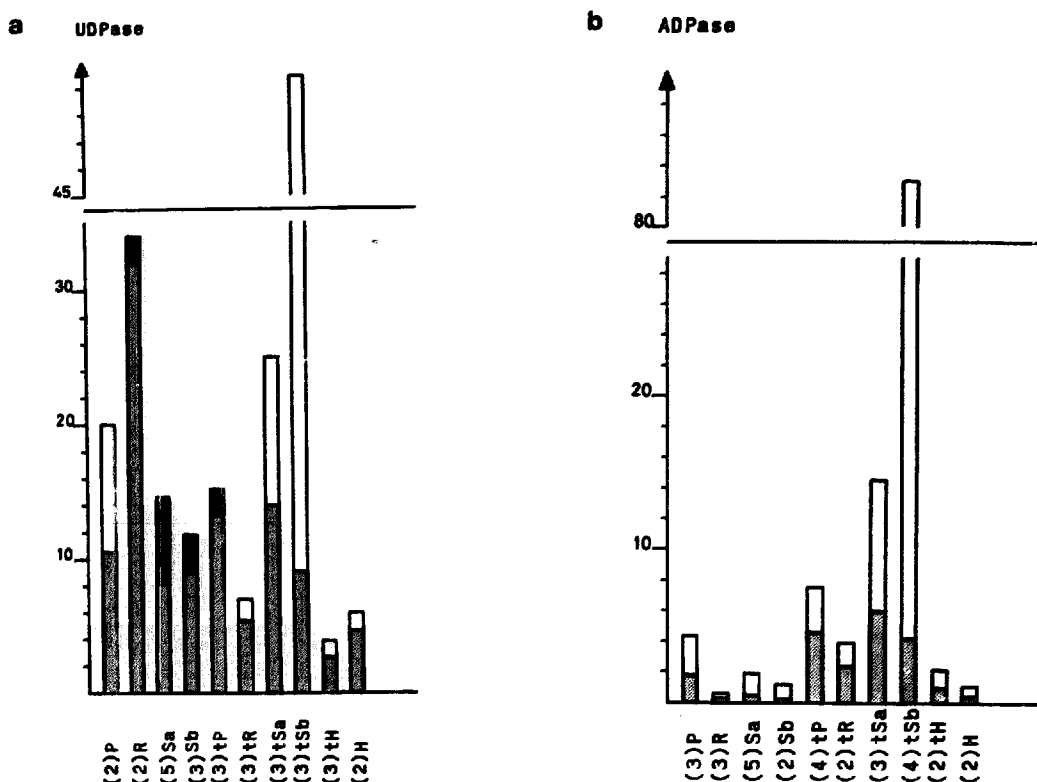 a UDPase
45
30
20
10
(2)P (2)R (5)Sa (3)Sb (3)tP (3)tR (3)tSa (3)tSb (3)tH (2)H
b ADPase
80
20
10
(3)P (3)R (5)Sa (2)Sb (4)tP (2)tR (3)tSa (4)tSb (2)tH (2)H